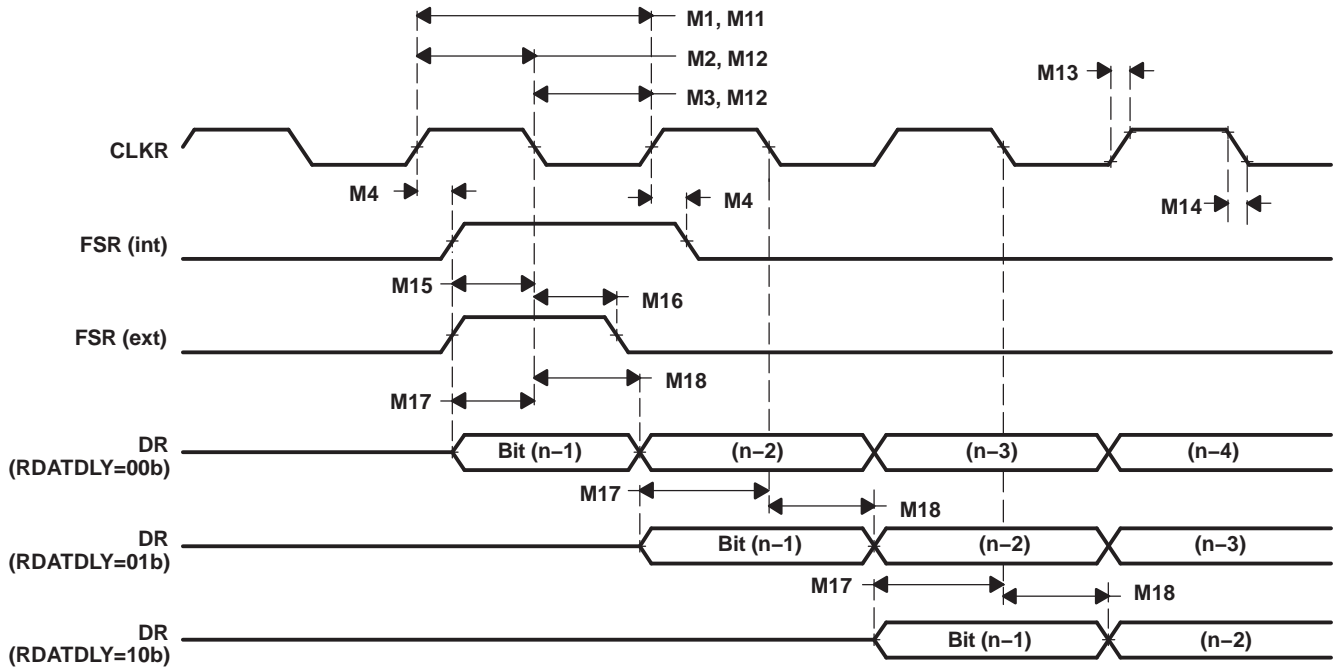 M1, M11
M2, M12
M13
M3, M12
CLKR
M4
M4
M14
FSR (int)
M15
M16
FSR (ext)
M18
M17
DR
(RDATDLY=00b)
Bit (n–1)
(n–2)
(n–3)
(n–4)
M17
M18
DR
(RDATDLY=01b)
Bit (n–1)
(n–2)
(n–3)
M17
M18
DR
(RDATDLY=10b)
Bit (n–1)
(n–2)